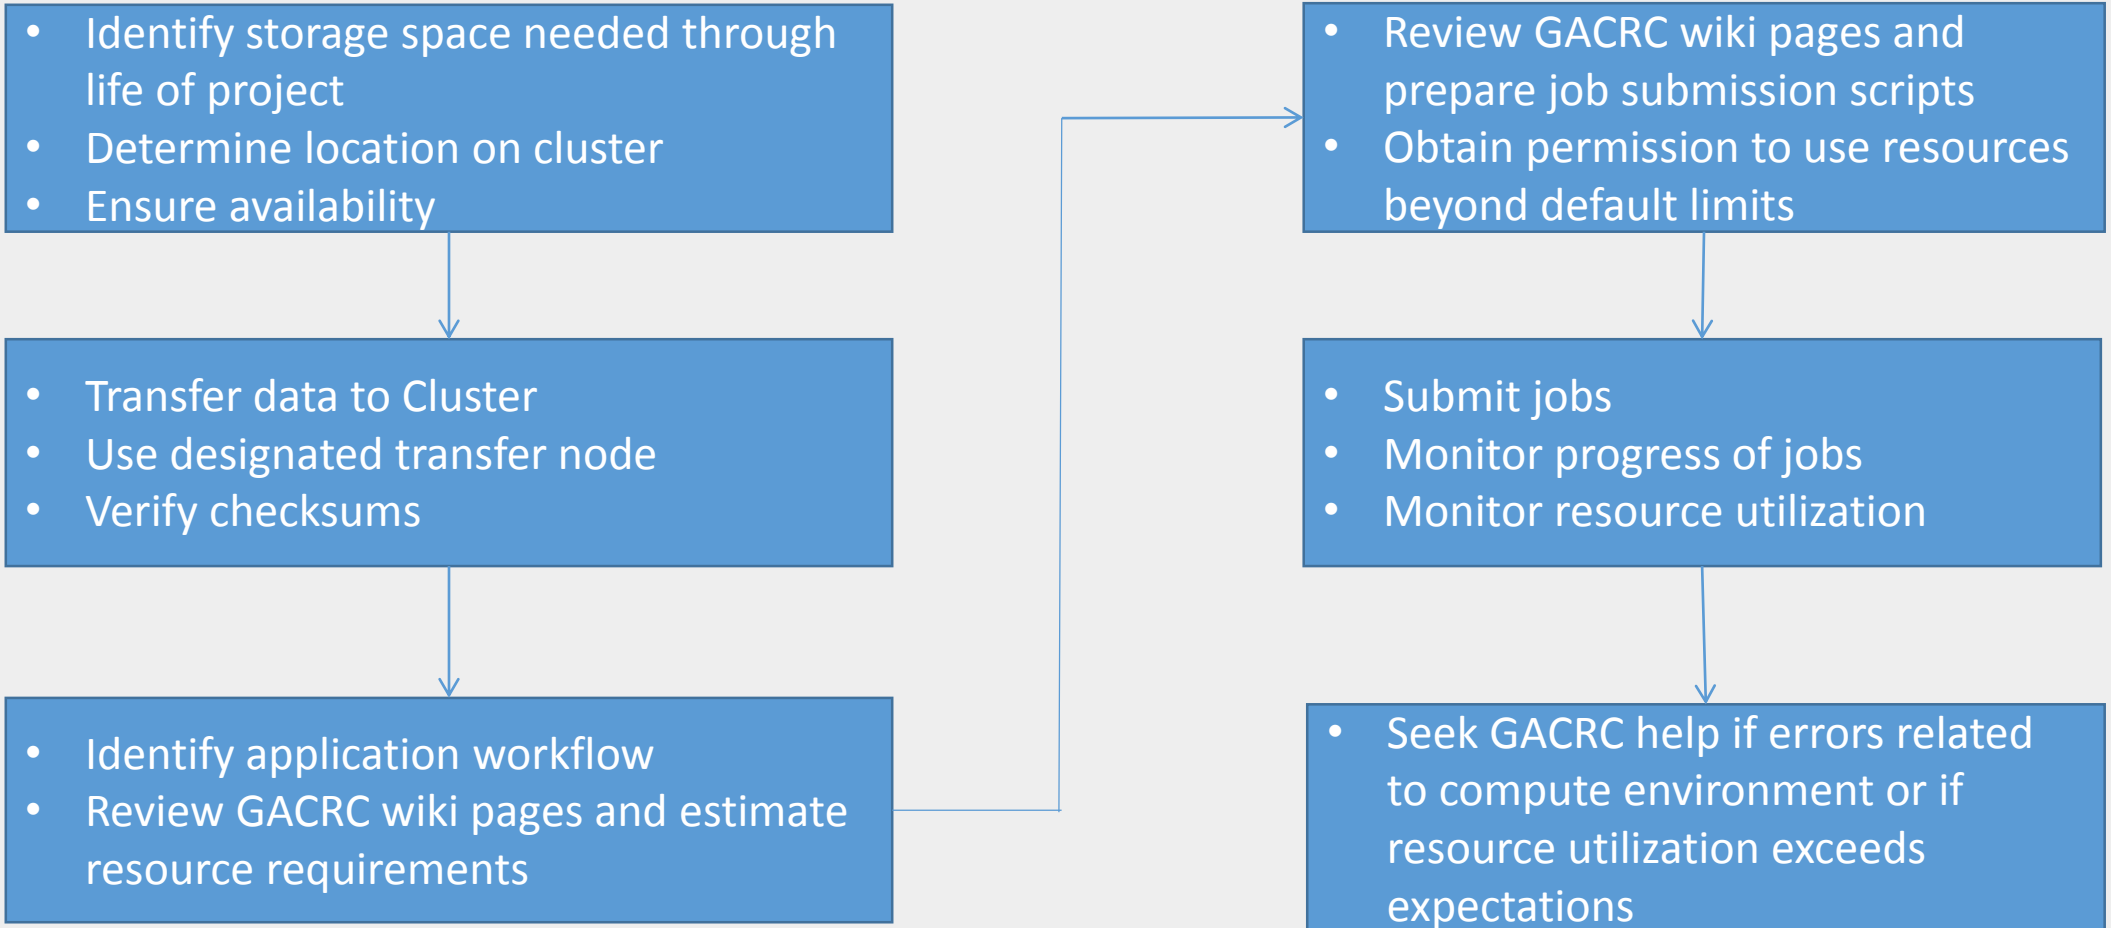 • Identify storage space needed through
life of project
• Determine location on cluster
• Ensure availability
• Transfer data to Cluster
• Use designated transfer node
• Verify checksums
• Identify application workflow
• Review GACRC wiki pages and estimate
resource requirements
• Review GACRC wiki pages and
prepare job submission scripts
• Obtain permission to use resources
beyond default limits
• Submit jobs
• Monitor progress of jobs
• Monitor resource utilization
• Seek GACRC help if errors related
to compute environment or if
resource utilization exceeds
expectations